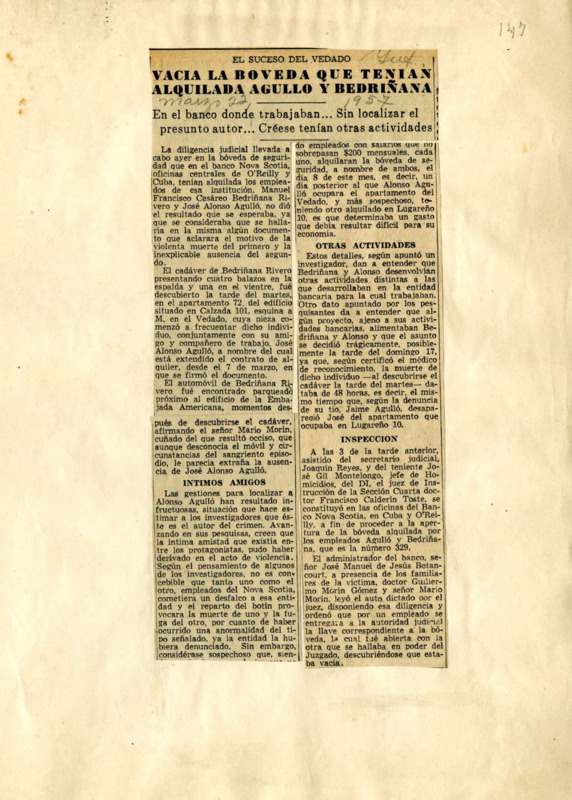 147
EL SUCESO DEL VEDADO
VACIA LA BOVEDA QUE TENIAN
ALQUILADA AGULLO Y BEDRIÑANA
Marzo 22, 1957
En el banco donde trabajaban... Sin localizar el
presunto autor... Créese tenían otras actividades
La diligencia judicial llevada a
cabo ayer en la bóveda de seguri-
dad que en el banco Nova Scotia,
oficinas centrales de O'Reilly y
Cuba, tenían alquilada los emplea-
dos de esa institución, Manuel
Francisco Cesáreo Bedriñana Ri-
vero y José Alonso Agulló, no dió
el resultado que se esperaba, ya
que se consideraba que se halla-
ría en la misma algún documen-
to que aclarara el motivo de la
violenta muerte del primero y la
inexplicable ausencia del segun-
do.
El cadáver de Bedriñana Rivero
presentando cuatro balazos en la
espalda y una en el vientre, fué
descubierto la tarde del martes,
en el apartamento 72, del edificio
situado en Calzada 101, esquina a
M, en el Vedado, cuya pieza co-
menzó a frecuentar dicho indivi-
duo, conjuntamente con su ami-
go y compañero de trabajo, José
Alonso Agulló, a nombre del cual
está extendido el contrato de al-
quiler, desde el 7 de marzo, en
que se firmó el documento.
El automóvil de Bedriñana Ri-
vero fué encontrado parqueado
próximo al edificio de la Emba-
jada Americana, momentos des-
pués de descubrirse el cadáver,
afirmando el señor Mario Morín,
cuñado del que resultó occiso, que
aunque desconocía el móvil y cir-
cunstancias del sangriento episo-
dio, le parecía extraña la ausen-
cia de José Alonso Agulló.
INTIMOS AMIGOS
Las gestiones para localizar a
Alonso Agulló han resultado in-
fructuosas, situación que hace es-
timar a los investigadores que és-
te es el autor del crimen. Avan-
zando en sus pesquisas, creen que
la íntima amistad que existía en-
tre los protagonistas, pudo haber
derivado en el acto de violencia.
Según el pensamiento de algunos
de los investigadores, no es con-
cebible que tanto uno como el
otro, empleados del Nova Scotia,
cometiera un desfalco a esa enti-
dad y el reparto del botín pro-
vocara la muerte de uno y la fu-
ga del otro, por cuanto de haber
ocurrido una anormalidad del ti-
po señalado, ya la entidad la hu-
biera denunciado. Sin embargo,
considérase sospechoso que, sien-
do empleados con salarios que no
sobrepasan $200 mensuales, cada
uno, alquilaran la bóveda de se-
guridad, a nombre de ambos, el
día 8 de este mes, es decir, un
día posterior al que Alonso Agu-
lló ocupara el apartamento del
Vedado, y más sospechoso, te-
niendo otro alquilado en Lugareño
10, es que determinaba un gasto
que debía resultar difícil para su
economía.
OTRAS ACTIVIDADES
Estos detalles, según apuntó un
investigador, dan a entender que
Bedriñana y Alonso desenvolvían
otras actividades distintas a las
que desarrollaban en la entidad
bancaria para la cual trabajaban.
Otro dato apuntado por los pes-
quisantes da a entender que al-
gún proyecto, ajeno a sus activi-
dades bancarias, alimentaban Be-
driñana y Alonso y que el asunto
se decidió trágicamente, posible-
mente la tarde del domingo 17,
ya que, según certificó el médico
de reconocimiento, la muerte de
dicho individuo —al descubrirse el
cadáver la tarde del martes— da-
taba de 48 horas, es decir, el mis-
mo tiempo que, según la denuncia
de su tío, Jaime Agulló, desapa-
reció José del apartamento que
ocupaba en Lugareño 10.
INSPECCION
A las 3 de la tarde anterior,
asistido del secretario judicial,
Joaquín Reyes, y del teniente Jo-
sé Gil Montelongo, jefe de Ho-
micidios, del DI, el juez de Ins-
trucción de la Sección Cuarta doc-
tor Francisco Calderín Toste, se
constituyó en las oficinas del Ban-
co Nova Scotia, en Cuba y O'Rei-
lly, a fin de proceder a la aper-
tura de la bóveda alquilada por
los empleados Agulló y Bedriña-
na, que es la número 329.
El administrador del banco, se-
ñor José Manuel de Jesús Betan-
court, a presencia de los familia-
res de la víctima, doctor Guiller-
mo Morín Gómez y señor Mario
Morín, leyó el auto dictado por el
juez, disponiendo esa diligencia y
ordenó que por un empleado se
entregara a la autoridad judicial
la llave correspondiente a la bó-
veda, la cual fué abierta con la
otra que se hallaba en poder del
Juzgado, descubriéndose que esta-
ba vacía.